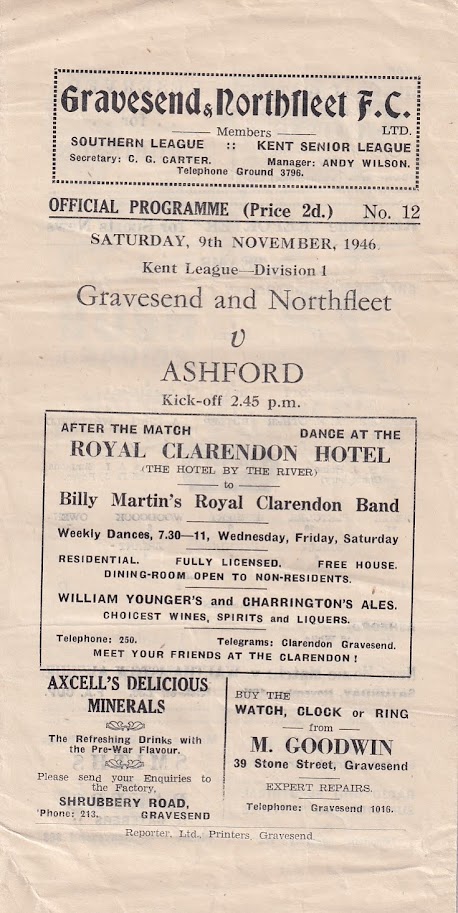 Gravesend & Northfleet F.C.
LTD.
Members
SOUTHERN LEAGUE :: KENT SENIOR LEAGUE
Secretary: C. G. CARTER. Manager: ANDY WILSON.
Telephone Ground 3796.
OFFICIAL PROGRAMME (Price 2d.) No. 12
SATURDAY, 9th NOVEMBER, 1946
Kent League—Division 1
Gravesend and Northfleet
v
ASHFORD
Kick-off 2.45 p.m.
AFTER THE MATCH DANCE AT THE
ROYAL CLARENDON HOTEL
(THE HOTEL BY THE RIVER)
to
Billy Martin's Royal Clarendon Band
Weekly Dances, 7.30—11, Wednesday, Friday, Saturday
RESIDENTIAL. FULLY LICENSED. FREE HOUSE.
DINING-ROOM OPEN TO NON-RESIDENTS.
WILLIAM YOUNGER'S and CHARRINGTON'S ALES.
CHOICEST WINES, SPIRITS and LIQUERS.
Telephone: 250. Telegrams: Clarendon Gravesend.
MEET YOUR FRIENDS AT THE CLARENDON !
AXCELL'S DELICIOUS
MINERALS
The Refreshing Drinks with
the Pre-War Flavour.
Please send your Enquiries to
the Factory,
SHRUBBERY ROAD,
'Phone: 213. GRAVESEND
BUY THE
WATCH, CLOCK or RING
from
M. GOODWIN
39 Stone Street, Gravesend
EXPERT REPAIRS.
Telephone: Gravesend 1016.
Reporter, Ltd., Printers, Gravesend.